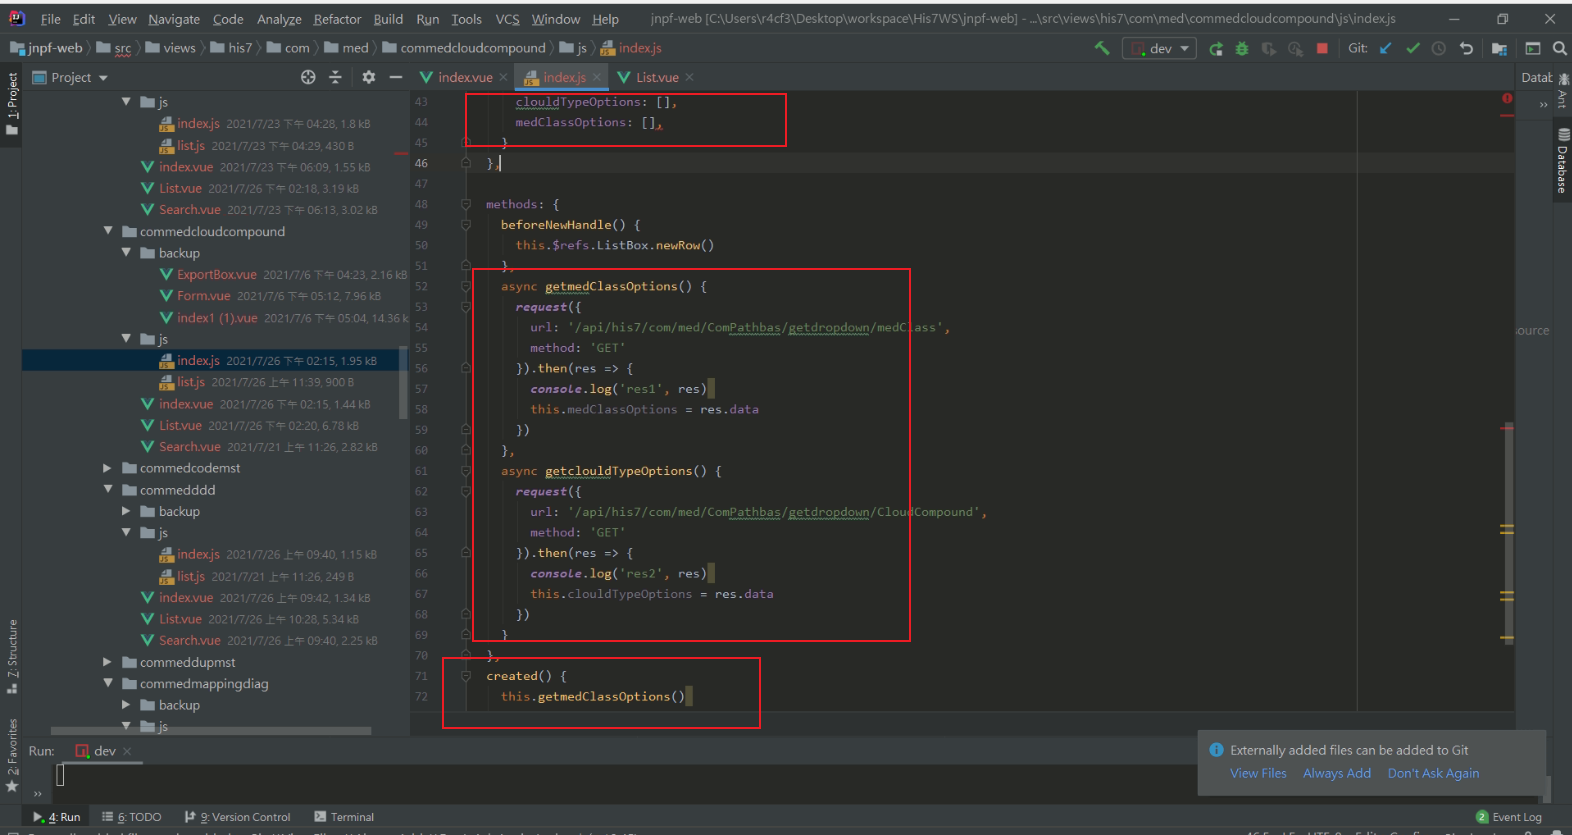 File Edit View Navigate Code Analyze Refactor Build Run Tools VCS Window Help jnpf-web [C:\Users\r4cf3\Desktop\workspace\His7WS\jnpf-web] - ...\src\views\his7\com\med\commedcloudcompound\js\index.js
jnpf-web src views his7 com med commedcloudcompound js index.js dev Git:
Project index.vue index.js List.vue Datab
1: Project
Ant
Database
js
index.js 2021/7/23 下午 04:28, 1.8 kB
list.js 2021/7/23 下午 04:29, 430 B
index.vue 2021/7/23 下午 06:09, 1.55 kB
List.vue 2021/7/26 下午 02:18, 3.19 kB
Search.vue 2021/7/23 下午 06:13, 3.02 kB
commedcloudcompound
backup
ExportBox.vue 2021/7/6 下午 04:23, 2.16 kB
Form.vue 2021/7/6 下午 05:12, 7.96 kB
index1 (1).vue 2021/7/6 下午 05:04, 14.36 k
js
index.js 2021/7/26 下午 02:15, 1.95 kB
list.js 2021/7/26 上午 11:39, 900 B
index.vue 2021/7/26 下午 02:15, 1.44 kB
List.vue 2021/7/26 下午 02:20, 6.78 kB
Search.vue 2021/7/21 上午 11:26, 2.82 kB
commedcodemst
commedddd
backup
js
index.js 2021/7/26 上午 09:40, 1.15 kB
list.js 2021/7/21 上午 11:26, 249 B
index.vue 2021/7/26 上午 09:42, 1.34 kB
List.vue 2021/7/26 上午 10:28, 5.34 kB
Search.vue 2021/7/26 上午 09:40, 2.25 kB
commeddupmst
commedmappingdiag
backup
js
43 clouldTypeOptions: [],
44 medClassOptions: [],
45 }
46 },
47
48 methods: {
49 beforeNewHandle() {
50 this.$refs.ListBox.newRow()
51 },
52 async getmedClassOptions() {
53 request({
54 url: '/api/his7/com/med/ComPathbas/getdropdown/medClass',
55 method: 'GET'
56 }).then(res => {
57 console.log('res1', res)
58 this.medClassOptions = res.data
59 })
60 },
61 async getclouldTypeOptions() {
62 request({
63 url: '/api/his7/com/med/ComPathbas/getdropdown/CloudCompound',
64 method: 'GET'
65 }).then(res => {
66 console.log('res2', res)
67 this.clouldTypeOptions = res.data
68 })
69 }
70 },
71 created() {
72 this.getmedClassOptions()
ource
7: Structure
2: Favorites
Run: dev
Externally added files can be added to Git
View Files Always Add Don't Ask Again
4: Run 6: TODO 9: Version Control Terminal 2 Event Log